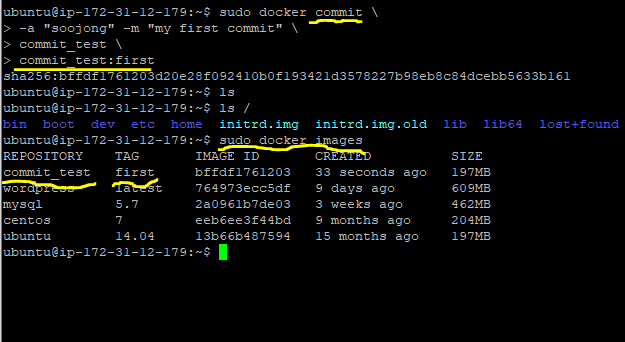 ubuntu@ip-172-31-12-179:~$ sudo docker commit \
> -a "soojong" -m "my first commit" \
> commit_test \
> commit_test:first
sha256:bffdf1761203d20e28f092410b0f193421d3578227b98eb8c84dcebb5633b161
ubuntu@ip-172-31-12-179:~$ ls
ubuntu@ip-172-31-12-179:~$ ls /
bin boot dev etc home initrd.img initrd.img.old lib lib64 lost+found
ubuntu@ip-172-31-12-179:~$ sudo docker images
REPOSITORY TAG IMAGE ID CREATED SIZE
commit_test first bffdf1761203 33 seconds ago 197MB
wordpress latest 764973ecc5df 9 days ago 609MB
mysql 5.7 2a0961b7de03 3 weeks ago 462MB
centos 7 eeb6ee3f44bd 9 months ago 204MB
ubuntu 14.04 13b66b487594 15 months ago 197MB
ubuntu@ip-172-31-12-179:~$